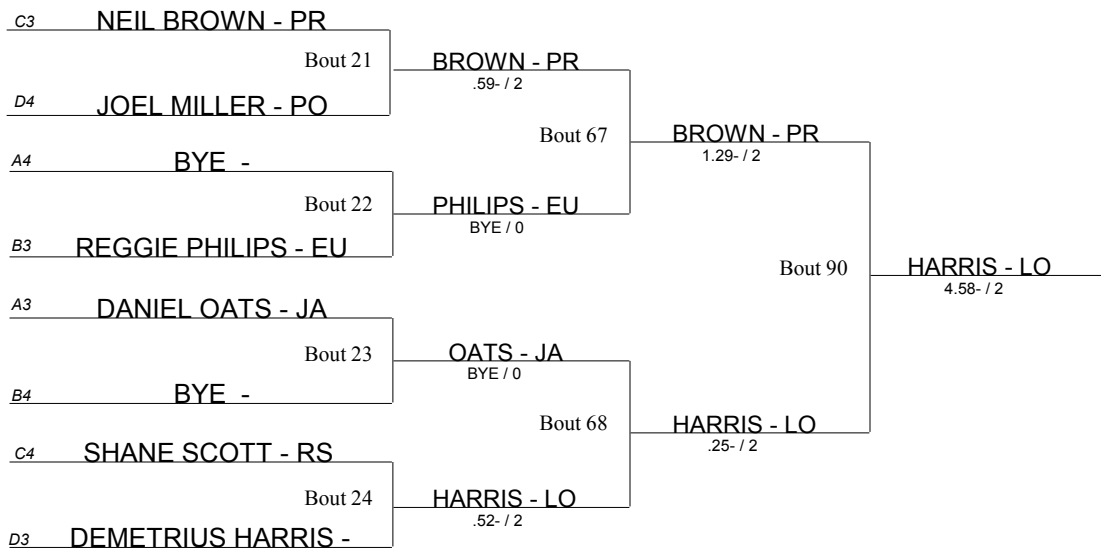 C3 NEIL BROWN - PR
Bout 21
BROWN - PR
.59- / 2
D4 JOEL MILLER - PO
Bout 67
BROWN - PR
1.29- / 2
A4 BYE -
Bout 22
PHILIPS - EU
BYE / 0
B3 REGGIE PHILIPS - EU
Bout 90
HARRIS - LO
4.58- / 2
A3 DANIEL OATS - JA
Bout 23
OATS - JA
BYE / 0
B4 BYE -
Bout 68
HARRIS - LO
.25- / 2
C4 SHANE SCOTT - RS
Bout 24
HARRIS - LO
.52- / 2
D3 DEMETRIUS HARRIS -